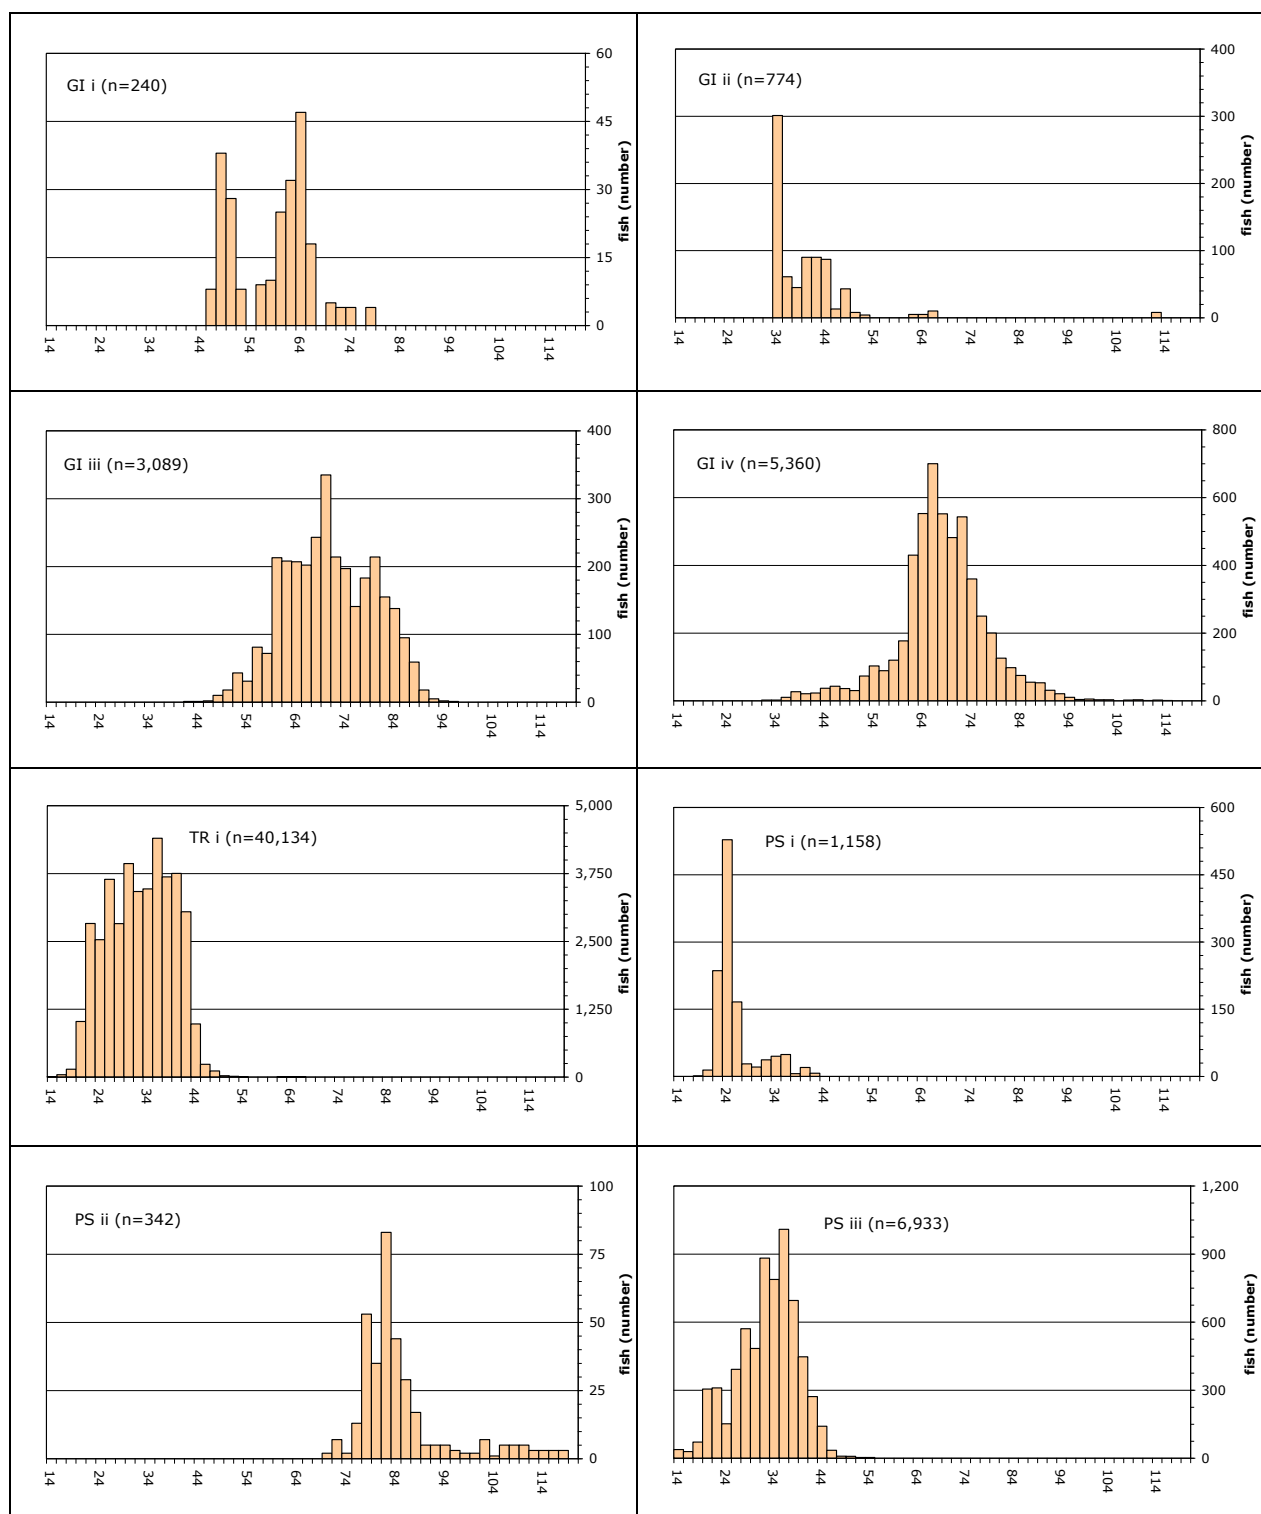 GI i (n=240)
60
45
30
15
0
fish (number)
14 24 34 44 54 64 74 84 94 104 114
GI ii (n=774)
400
300
200
100
0
fish (number)
14 24 34 44 54 64 74 84 94 104 114
GI iii (n=3,089)
400
300
200
100
0
fish (number)
14 24 34 44 54 64 74 84 94 104 114
GI iv (n=5,360)
800
600
400
200
0
fish (number)
14 24 34 44 54 64 74 84 94 104 114
TR i (n=40,134)
5,000
3,750
2,500
1,250
0
fish (number)
14 24 34 44 54 64 74 84 94 104 114
PS i (n=1,158)
600
450
300
150
0
fish (number)
14 24 34 44 54 64 74 84 94 104 114
PS ii (n=342)
100
75
50
25
0
fish (number)
14 24 34 44 54 64 74 84 94 104 114
PS iii (n=6,933)
1,200
900
600
300
0
fish (number)
14 24 34 44 54 64 74 84 94 104 114